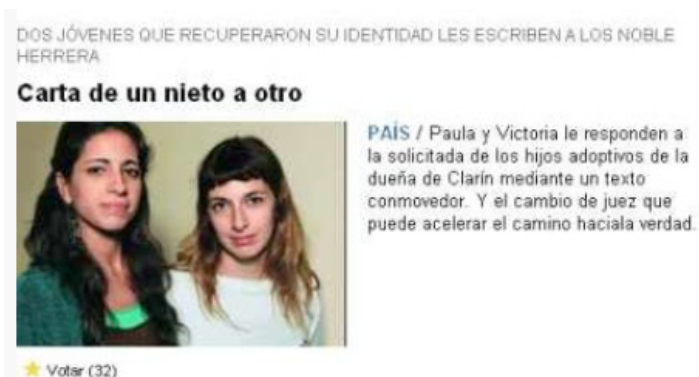 DOS JÓVENES QUE RECUPERARON SU IDENTIDAD LES ESCRIBEN A LOS NOBLE
HERRERA
Carta de un nieto a otro
PAÍS / Paula y Victoria le responden a
la solicitada de los hijos adoptivos de la
dueña de Clarín mediante un texto
conmovedor. Y el cambio de juez que
puede acelerar el camino haciala verdad.
Votar (32)